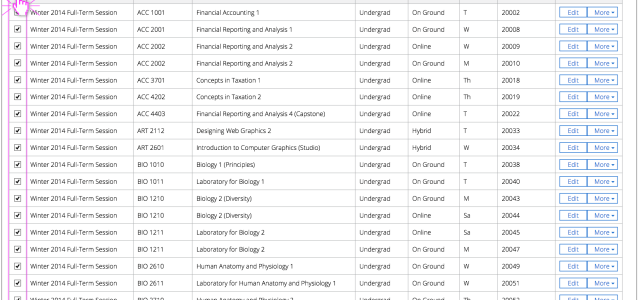 Winter 2014 Full-Term Session ACC 1001 Financial Accounting 1 Undergrad On Ground T 20002 Edit More
Winter 2014 Full-Term Session ACC 2001 Financial Reporting and Analysis 1 Undergrad On Ground W 20008 Edit More
Winter 2014 Full-Term Session ACC 2002 Financial Reporting and Analysis 2 Undergrad Online W 20009 Edit More
Winter 2014 Full-Term Session ACC 2002 Financial Reporting and Analysis 2 Undergrad On Ground M 20010 Edit More
Winter 2014 Full-Term Session ACC 3701 Concepts in Taxation 1 Undergrad Online Th 20018 Edit More
Winter 2014 Full-Term Session ACC 4202 Concepts in Taxation 2 Undergrad Online Th 20019 Edit More
Winter 2014 Full-Term Session ACC 4403 Financial Reporting and Analysis 4 (Capstone) Undergrad Online T 20022 Edit More
Winter 2014 Full-Term Session ART 2112 Designing Web Graphics 2 Undergrad Hybrid T 20033 Edit More
Winter 2014 Full-Term Session ART 2601 Introduction to Computer Graphics (Studio) Undergrad Hybrid W 20034 Edit More
Winter 2014 Full-Term Session BIO 1010 Biology 1 (Principles) Undergrad On Ground T 20038 Edit More
Winter 2014 Full-Term Session BIO 1011 Laboratory for Biology 1 Undergrad On Ground T 20040 Edit More
Winter 2014 Full-Term Session BIO 1210 Biology 2 (Diversity) Undergrad On Ground M 20043 Edit More
Winter 2014 Full-Term Session BIO 1210 Biology 2 (Diversity) Undergrad Online Sa 20044 Edit More
Winter 2014 Full-Term Session BIO 1211 Laboratory for Biology 2 Undergrad Online Sa 20045 Edit More
Winter 2014 Full-Term Session BIO 1211 Laboratory for Biology 2 Undergrad On Ground M 20047 Edit More
Winter 2014 Full-Term Session BIO 2610 Human Anatomy and Physiology 1 Undergrad On Ground W 20049 Edit More
Winter 2014 Full-Term Session BIO 2611 Laboratory for Human Anatomy and Physiology 1 Undergrad On Ground W 20051 Edit More